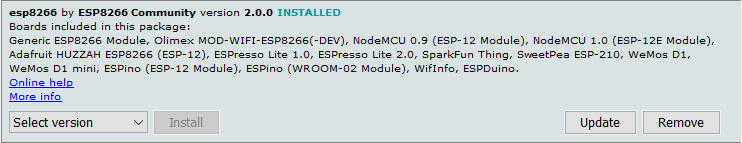 esp8266 by ESP8266 Community version 2.0.0 INSTALLED
Boards included in this package:
Generic ESP8266 Module, Olimex MOD-WIFI-ESP8266(-DEV), NodeMCU 0.9 (ESP-12 Module), NodeMCU 1.0 (ESP-12E Module),
Adafruit HUZZAH ESP8266 (ESP-12), ESPresso Lite 1.0, ESPresso Lite 2.0, SparkFun Thing, SweetPea ESP-210, WeMos D1,
WeMos D1 mini, ESPino (ESP-12 Module), ESPino (WROOM-02 Module), WifInfo, ESPDuino.
Online help
More info
Select version Install Update Remove